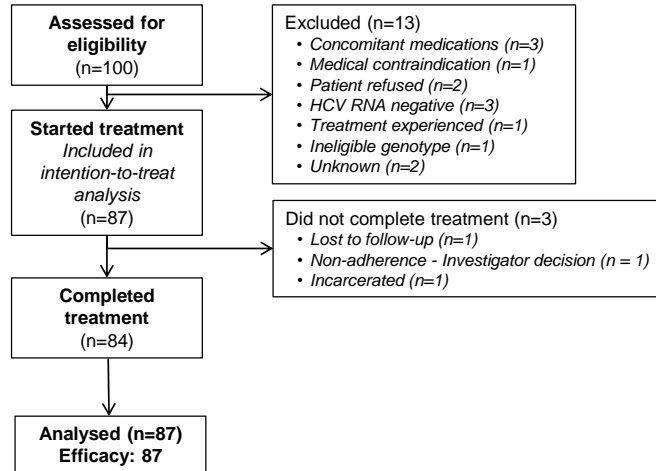 Assessed for
eligibility
(n=100)
Excluded (n=13)
• Concomitant medications (n=3)
• Medical contraindication (n=1)
• Patient refused (n=2)
• HCV RNA negative (n=3)
• Treatment experienced (n=1)
• Ineligible genotype (n=1)
• Unknown (n=2)
Started treatment
Included in
intention-to-treat
analysis
(n=87)
Did not complete treatment (n=3)
• Lost to follow-up (n=1)
• Non-adherence - Investigator decision (n = 1)
• Incarcerated (n=1)
Completed
treatment
(n=84)
Analysed (n=87)
Efficacy: 87